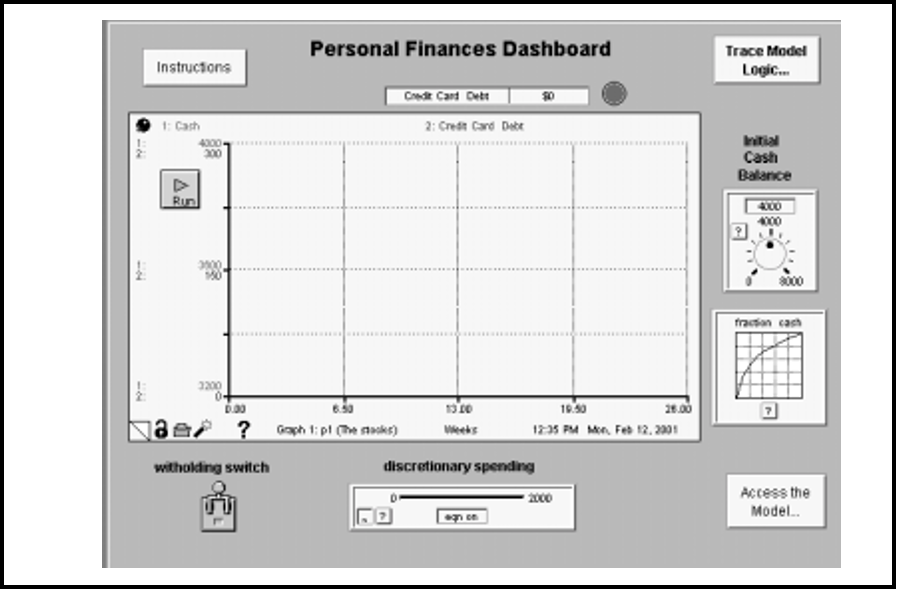 Personal Finances Dashboard
Instructions
Trace Model
Logic...
Credit Card Debt $0
1: Cash 2: Credit Card Debt
1: 4000
2: 300
Run
1: 3600
2: 150
1: 3200
2: 0
0.00 6.50 13.00 19.50 26.00
? Graph 1: p1 (The stocks) Weeks 12:35 PM Mon, Feb 12, 2001
Initial
Cash
Balance
4000
4000
?
0 8000
fraction cash
?
witholding switch
discretionary spending
0 2000
? eqn on
Access the
Model...